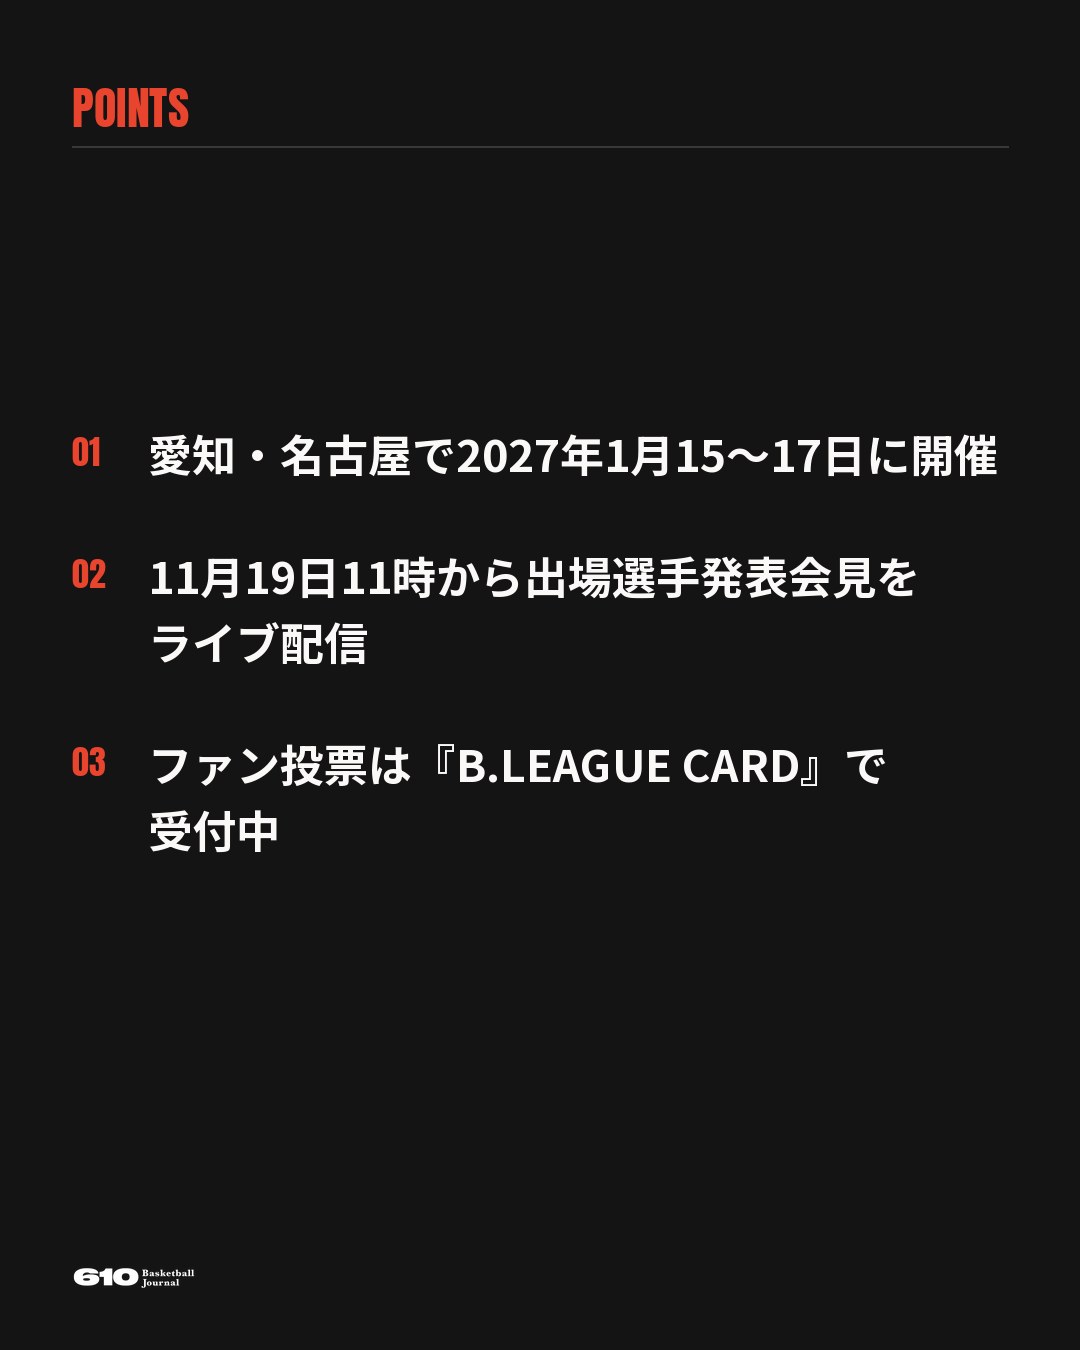 POINTS
01 愛知・名古屋で2027年1月15〜17日に開催
02 11月19日11時から出場選手発表会見を
ライブ配信
03 ファン投票は『B.LEAGUE CARD』で
受付中
610 Basketball
Journal